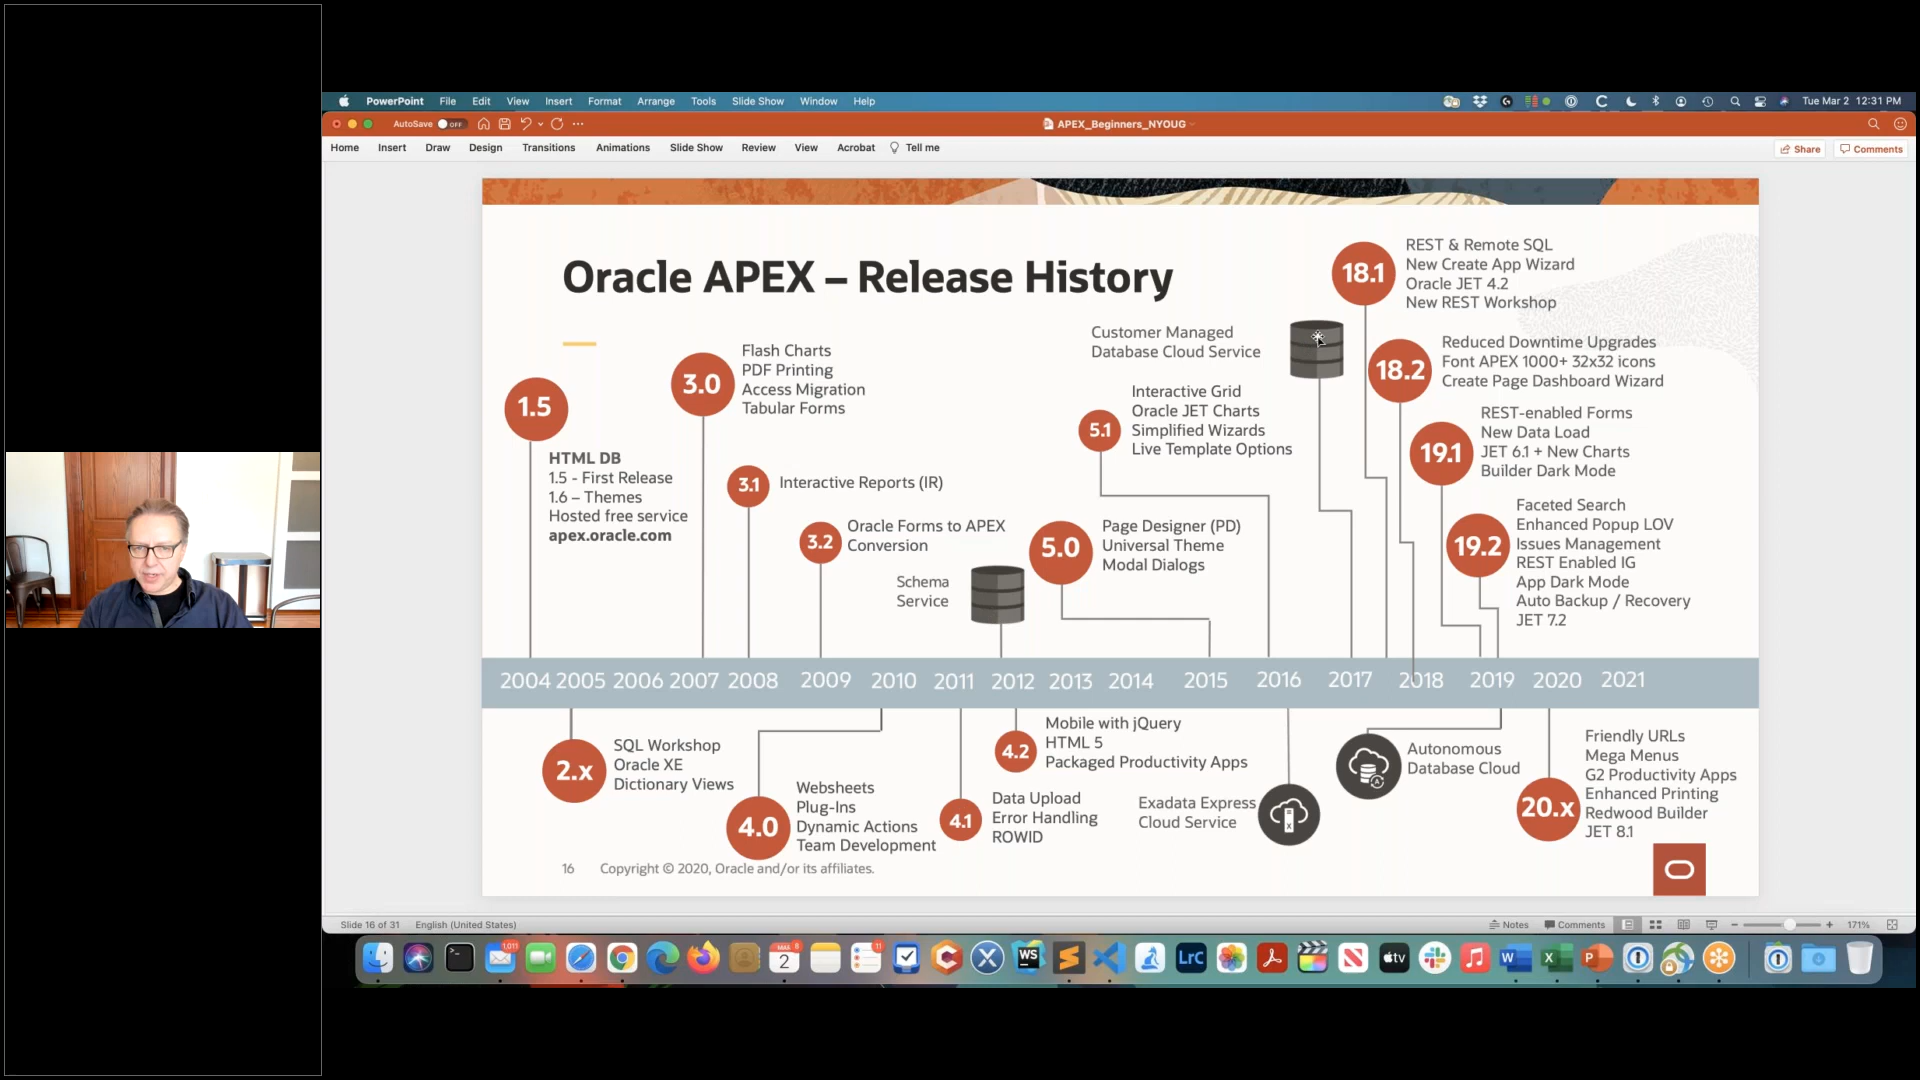 PowerPoint File Edit View Insert Format Arrange Tools Slide Show Window Help
Tue Mar 2 12:31 PM
AutoSave OFF
APEX_Beginners_NYOUG
Home Insert Draw Design Transitions Animations Slide Show Review View Acrobat Tell me
Share Comments
Oracle APEX – Release History
1.5
HTML DB
1.5 - First Release
1.6 – Themes
Hosted free service
apex.oracle.com
3.0
Flash Charts
PDF Printing
Access Migration
Tabular Forms
3.1
Interactive Reports (IR)
3.2
Oracle Forms to APEX
Conversion
Schema
Service
5.0
Page Designer (PD)
Universal Theme
Modal Dialogs
5.1
Interactive Grid
Oracle JET Charts
Simplified Wizards
Live Template Options
Customer Managed
Database Cloud Service
18.1
REST & Remote SQL
New Create App Wizard
Oracle JET 4.2
New REST Workshop
18.2
Reduced Downtime Upgrades
Font APEX 1000+ 32x32 icons
Create Page Dashboard Wizard
19.1
REST-enabled Forms
New Data Load
JET 6.1 + New Charts
Builder Dark Mode
19.2
Faceted Search
Enhanced Popup LOV
Issues Management
REST Enabled IG
App Dark Mode
Auto Backup / Recovery
JET 7.2
2004 2005 2006 2007 2008 2009 2010 2011 2012 2013 2014 2015 2016 2017 2018 2019 2020 2021
2.x
SQL Workshop
Oracle XE
Dictionary Views
4.0
Websheets
Plug-Ins
Dynamic Actions
Team Development
4.1
Data Upload
Error Handling
ROWID
4.2
Mobile with jQuery
HTML 5
Packaged Productivity Apps
Exadata Express
Cloud Service
X
Autonomous
Database Cloud
20.x
Friendly URLs
Mega Menus
G2 Productivity Apps
Enhanced Printing
Redwood Builder
JET 8.1
16 Copyright © 2020, Oracle and/or its affiliates.
Slide 16 of 31 English (United States)
Notes Comments 171%
1,011
MAR 2
8
11
WS
LrC
tv
W
X
P